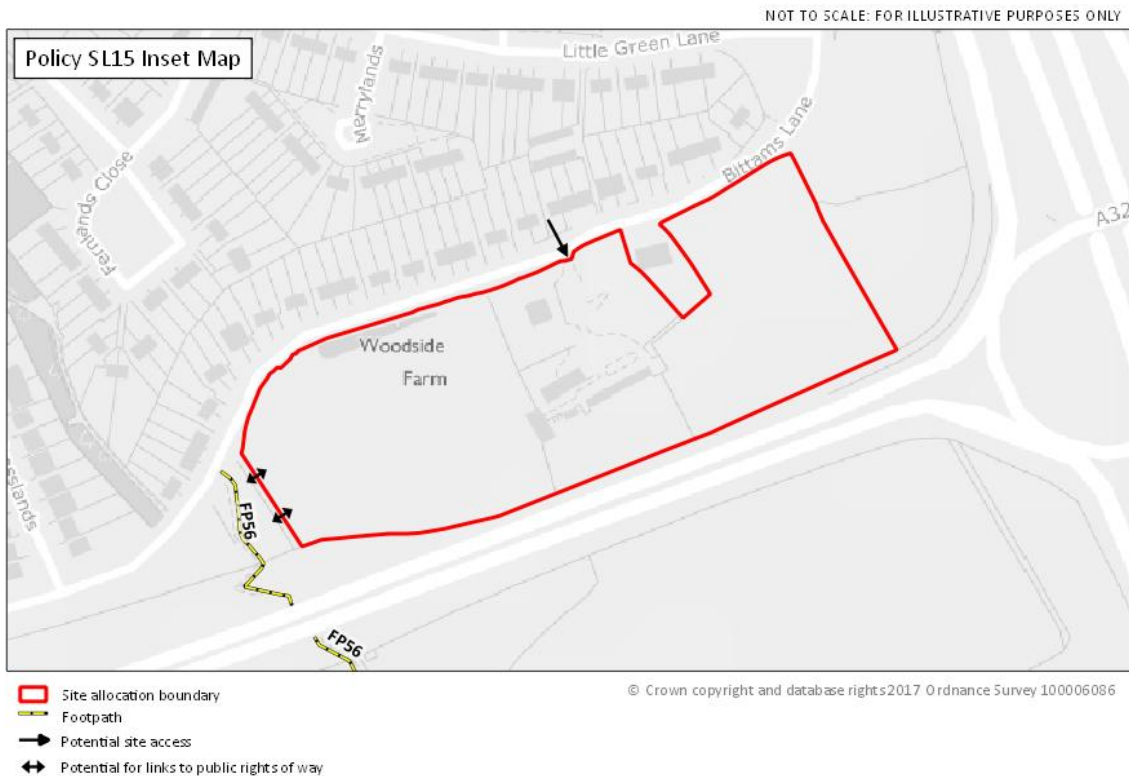 NOT TO SCALE: FOR ILLUSTRATIVE PURPOSES ONLY
Policy SL15 Inset Map
Little Green Lane
Merrylands
Bittams Lane
Fernlands Close
A32
Woodside
Farm
sslands
FP56
FP56
Site allocation boundary
© Crown copyright and database rights 2017 Ordnance Survey 100006086
Footpath
Potential site access
Potential for links to public rights of way